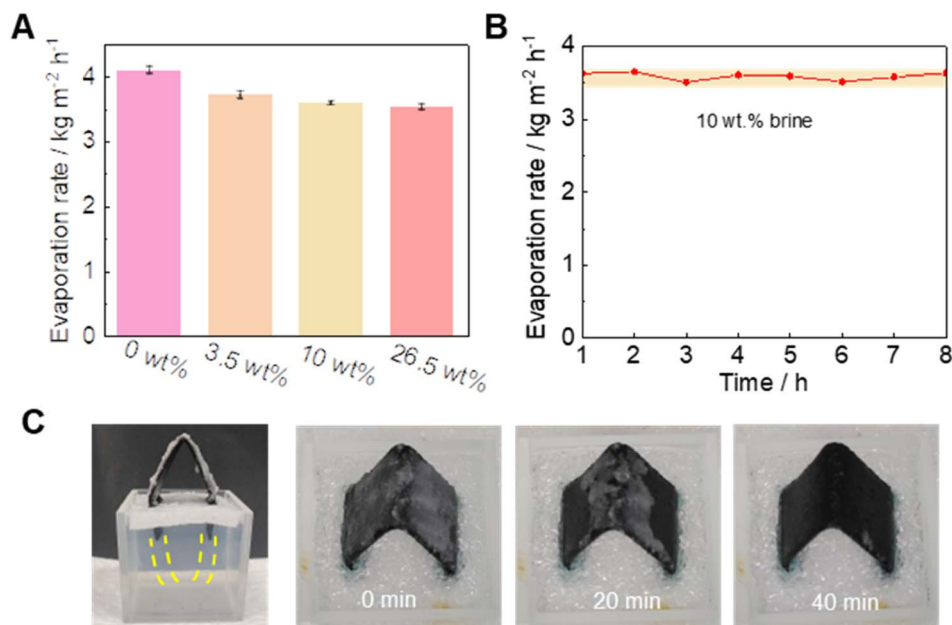 A
Evaporation rate / kg m⁻² h⁻¹
4
3
2
1
0
0 wt%
3.5 wt%
10 wt%
26.5 wt%
B
Evaporation rate / kg m⁻² h⁻¹
4
3
2
1
0
10 wt.% brine
1 2 3 4 5 6 7 8
Time / h
C
0 min
20 min
40 min